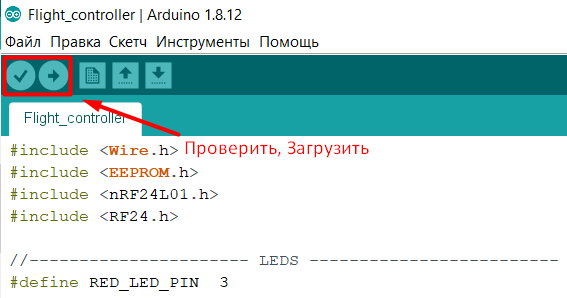 Flight_controller | Arduino 1.8.12
Файл Правка Скетч Инструменты Помощь
Flight_controller
#include <Wire.h> Проверить, Загрузить
#include <EEPROM.h>
#include <nRF24L01.h>
#include <RF24.h>
//---------------------- LEDS -------------------------
#define RED_LED_PIN  3